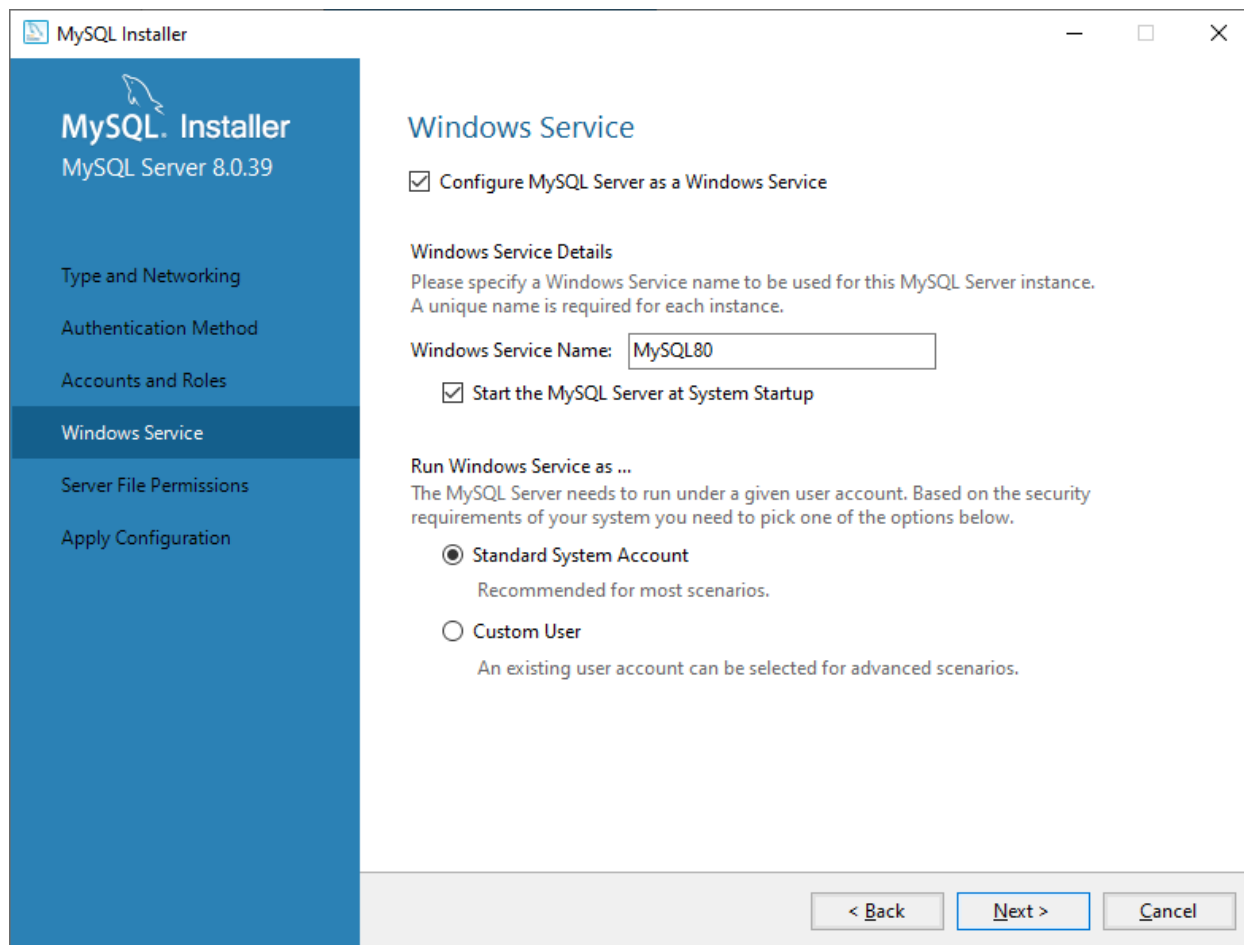 MySQL Installer
MySQL. Installer
MySQL Server 8.0.39
Type and Networking
Authentication Method
Accounts and Roles
Windows Service
Server File Permissions
Apply Configuration
Windows Service
Configure MySQL Server as a Windows Service
Windows Service Details
Please specify a Windows Service name to be used for this MySQL Server instance.
A unique name is required for each instance.
Windows Service Name: MySQL80
Start the MySQL Server at System Startup
Run Windows Service as ...
The MySQL Server needs to run under a given user account. Based on the security
requirements of your system you need to pick one of the options below.
Standard System Account
Recommended for most scenarios.
Custom User
An existing user account can be selected for advanced scenarios.
< Back Next > Cancel